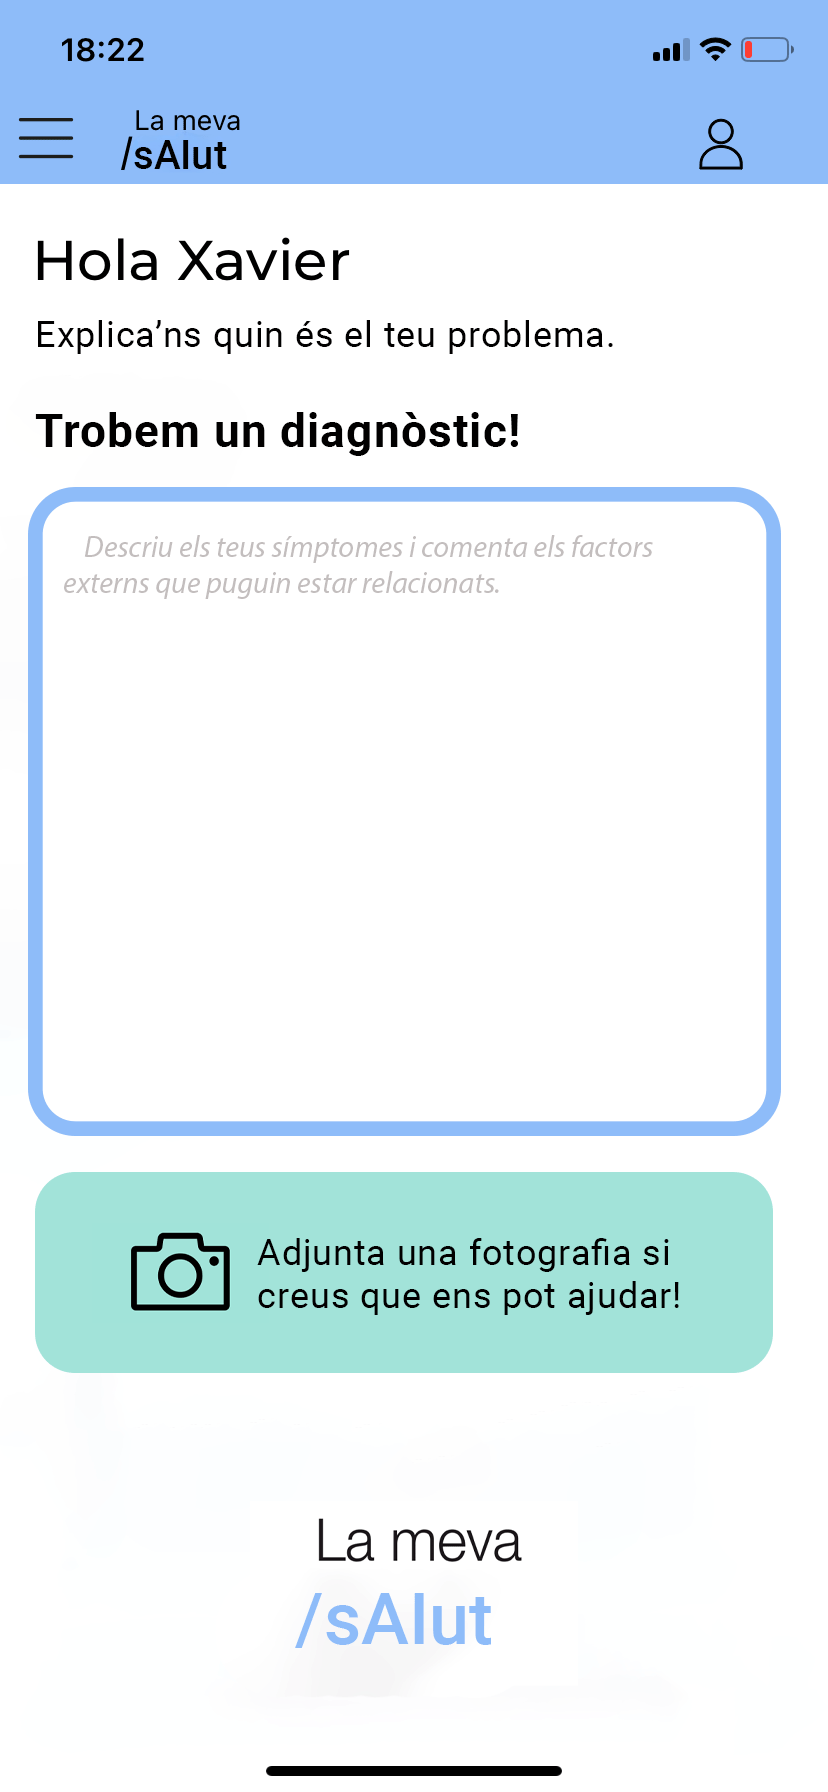 18:22
La meva
/sAlut
Hola Xavier
Explica’ns quin és el teu problema.
Trobem un diagnòstic!
Descriu els teus símptomes i comenta els factors
externs que puguin estar relacionats.
Adjunta una fotografia si
creus que ens pot ajudar!
La meva
/sAlut